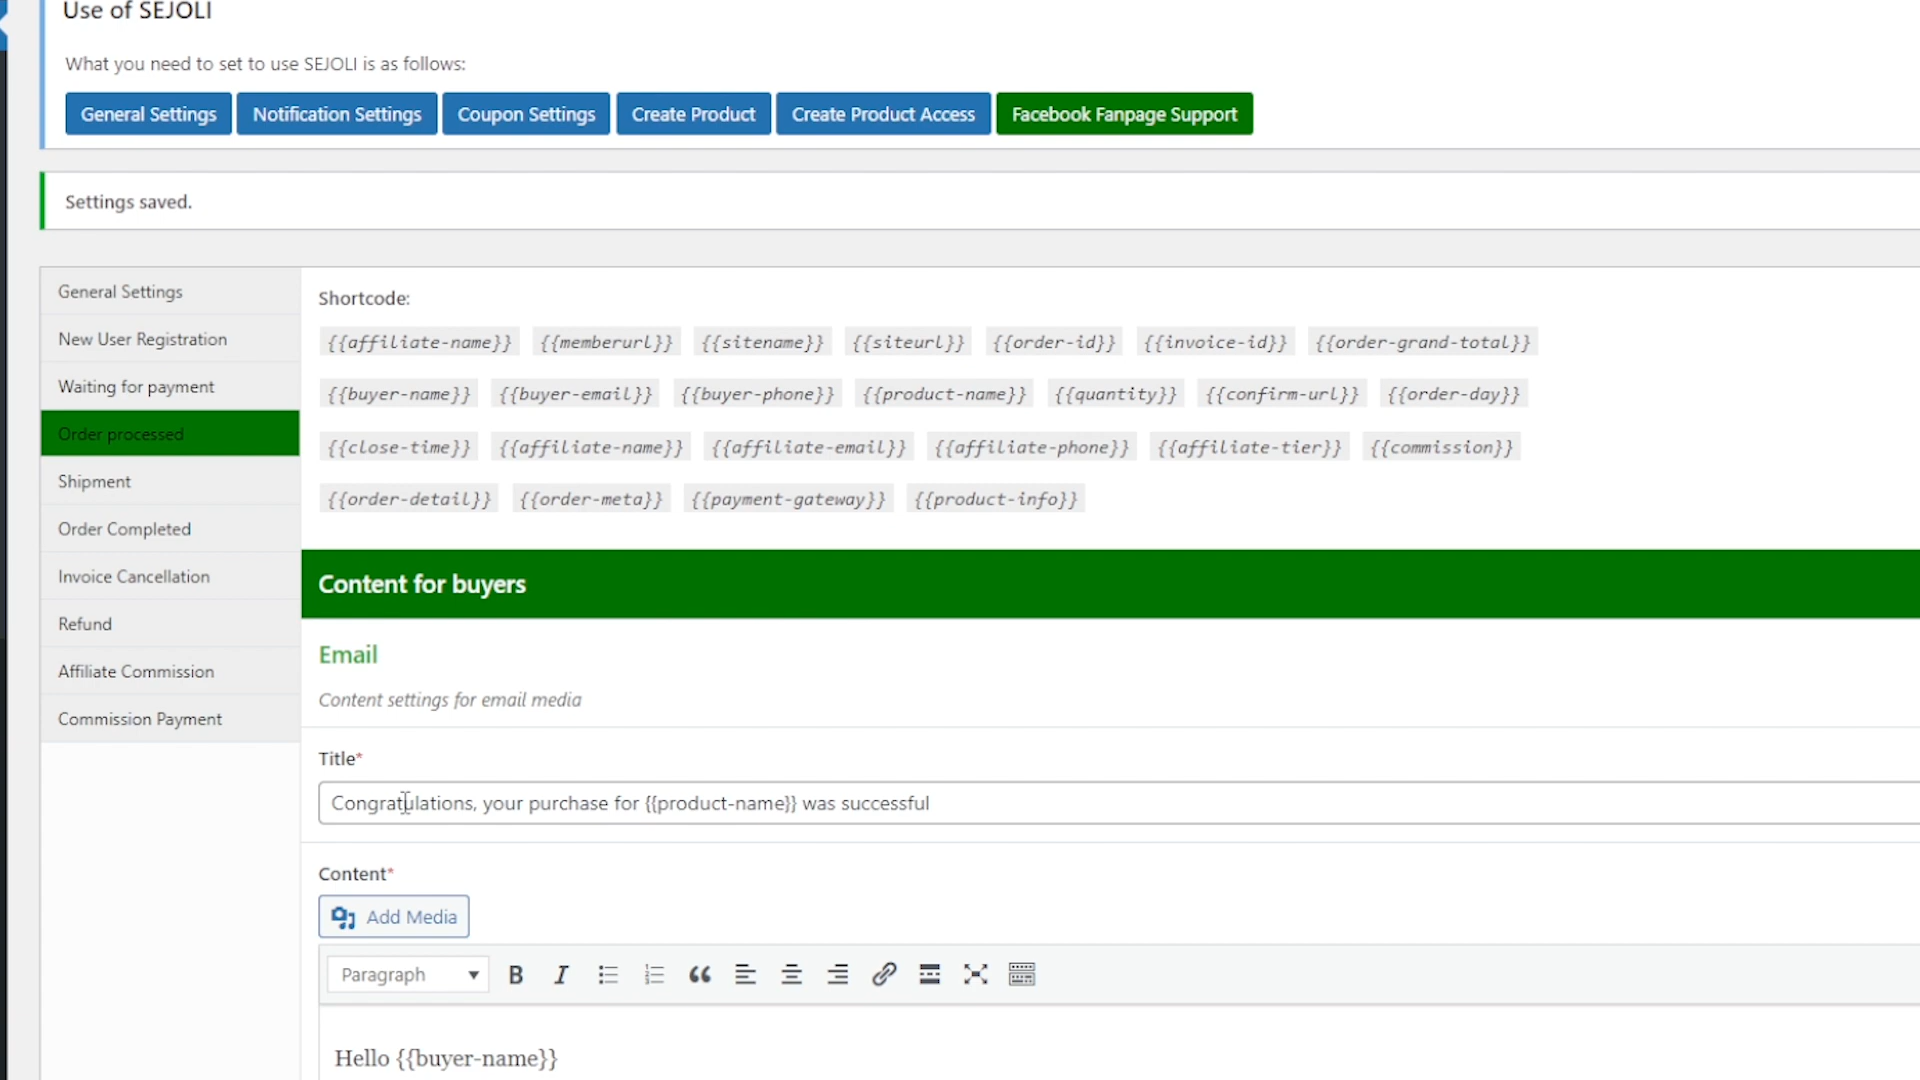 Use of SEJOLI
What you need to set to use SEJOLI is as follows:
General Settings Notification Settings Coupon Settings Create Product Create Product Access Facebook Fanpage Support
Settings saved.
General Settings
New User Registration
Waiting for payment
Order processed
Shipment
Order Completed
Invoice Cancellation
Refund
Affiliate Commission
Commission Payment
Shortcode:
{{affiliate-name}} {{memberurl}} {{sitename}} {{siteurl}} {{order-id}} {{invoice-id}} {{order-grand-total}}
{{buyer-name}} {{buyer-email}} {{buyer-phone}} {{product-name}} {{quantity}} {{confirm-url}} {{order-day}}
{{close-time}} {{affiliate-name}} {{affiliate-email}} {{affiliate-phone}} {{affiliate-tier}} {{commission}}
{{order-detail}} {{order-meta}} {{payment-gateway}} {{product-info}}
Content for buyers
Email
Content settings for email media
Title*
Congratulations, your purchase for {{product-name}} was successful
Content*
Add Media
Paragraph
Hello {{buyer-name}}